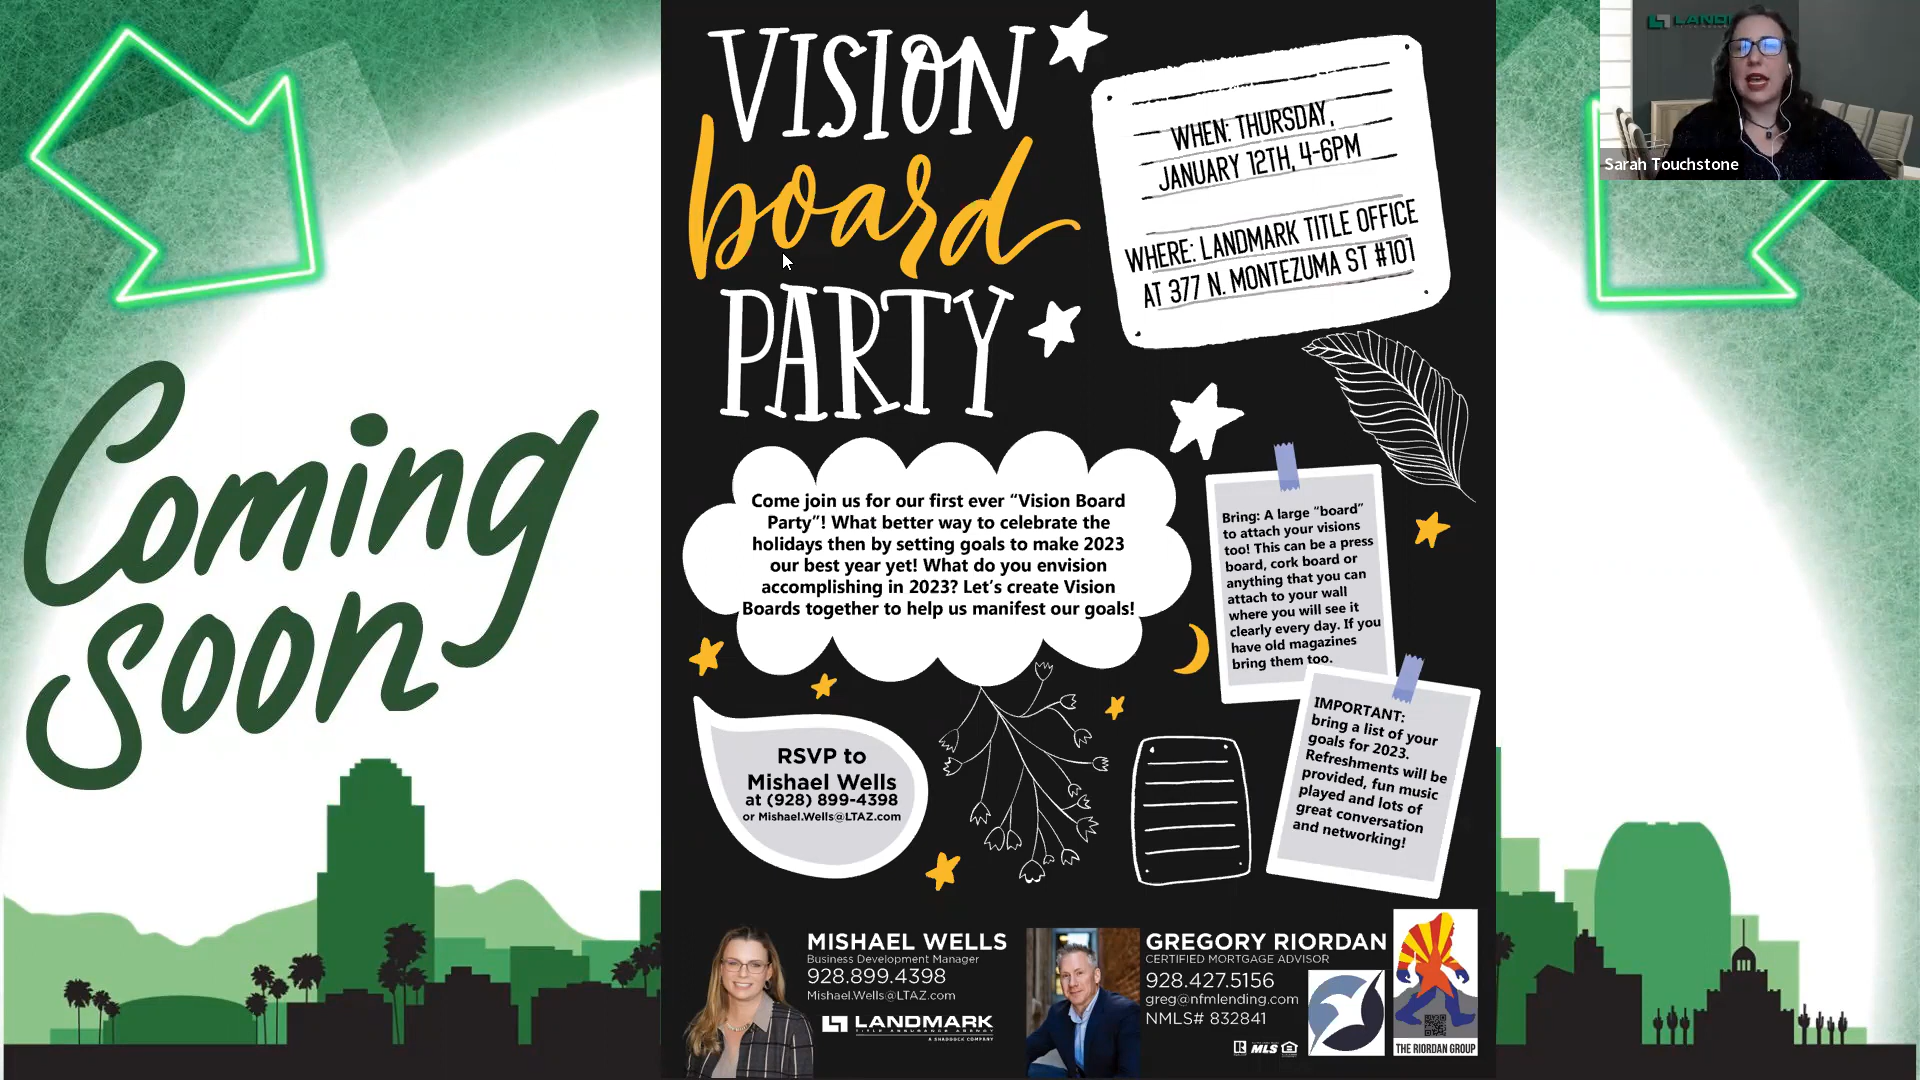 Coming
soon
VISION
board
PARTY
WHEN: THURSDAY,
JANUARY 12TH, 4-6PM
WHERE: LANDMARK TITLE OFFICE
AT 377 N. MONTEZUMA ST #101
Come join us for our first ever “Vision Board
Party”! What better way to celebrate the
holidays then by setting goals to make 2023
our best year yet! What do you envision
accomplishing in 2023? Let’s create Vision
Boards together to help us manifest our goals!
Bring: A large “board”
to attach your visions
too! This can be a press
board, cork board or
anything that you can
attach to your wall
where you will see it
clearly every day. If you
have old magazines
bring them too.
IMPORTANT:
bring a list of your
goals for 2023.
Refreshments will be
provided, fun music
played and lots of
great conversation
and networking!
RSVP to
Mishael Wells
at (928) 899-4398
or Mishael.Wells@LTAZ.com
MISHAEL WELLS
Business Development Manager
928.899.4398
Mishael.Wells@LTAZ.com
LANDMARK
TITLE ASSURANCE AGENCY
A SHADDOCK COMPANY
GREGORY RIORDAN
CERTIFIED MORTGAGE ADVISOR
928.427.5156
greg@nfmlending.com
NMLS# 832841
MLS
THE RIORDAN GROUP
Sarah Touchstone